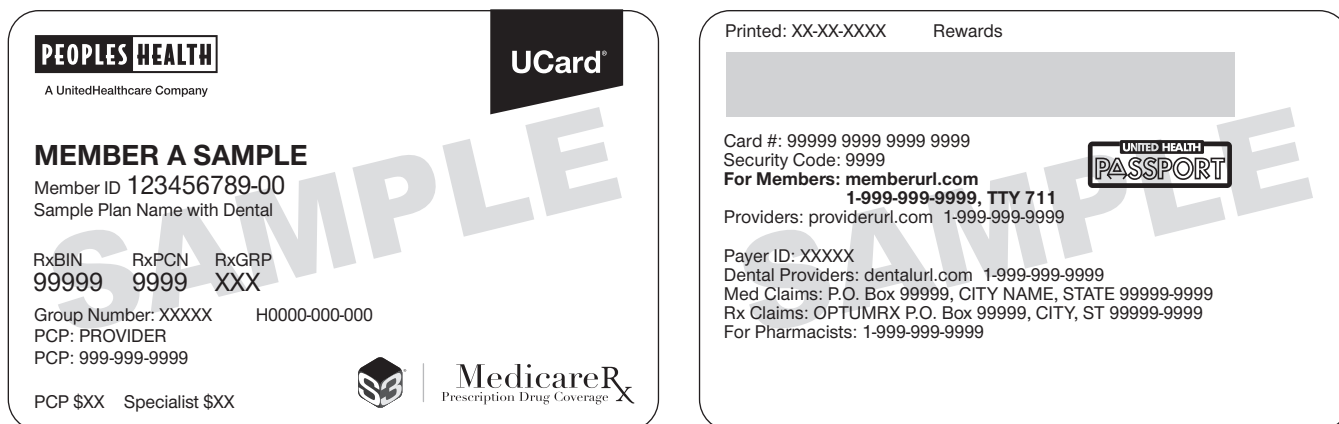 PEOPLES HEALTH
A UnitedHealthcare Company
UCard®
MEMBER A SAMPLE
Member ID 123456789-00
Sample Plan Name with Dental
RxBIN RxPCN RxGRP
99999 9999 XXX
Group Number: XXXXX H0000-000-000
PCP: PROVIDER
PCP: 999-999-9999
PCP $XX Specialist $XX
S3
MedicareRx
Prescription Drug Coverage
SAMPLE
Printed: XX-XX-XXXX Rewards
Card #: 99999 9999 9999 9999
Security Code: 9999
For Members: memberurl.com
1-999-999-9999, TTY 711
Providers: providerurl.com 1-999-999-9999
UNITED HEALTH
PASSPORT
Payer ID: XXXXX
Dental Providers: dentalurl.com 1-999-999-9999
Med Claims: P.O. Box 99999, CITY NAME, STATE 99999-9999
Rx Claims: OPTUMRX P.O. Box 99999, CITY, ST 99999-9999
For Pharmacists: 1-999-999-9999
SAMPLE